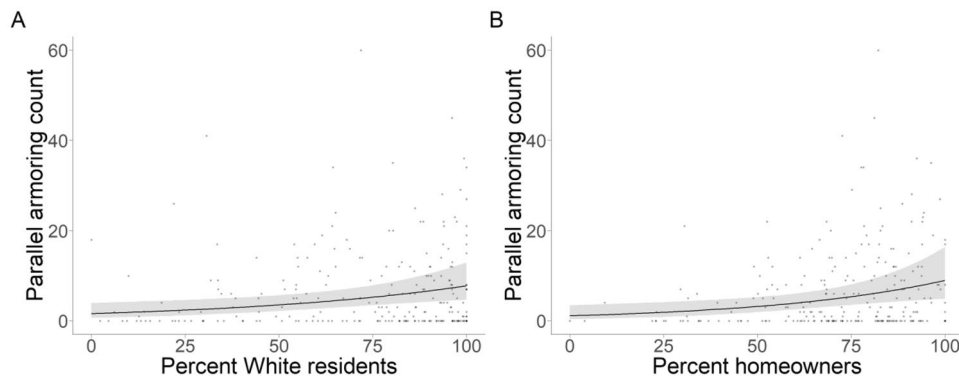 A
Parallel armoring count
60
40
20
0
0 25 50 75 100
Percent White residents
B
Parallel armoring count
60
40
20
0
0 25 50 75 100
Percent homeowners